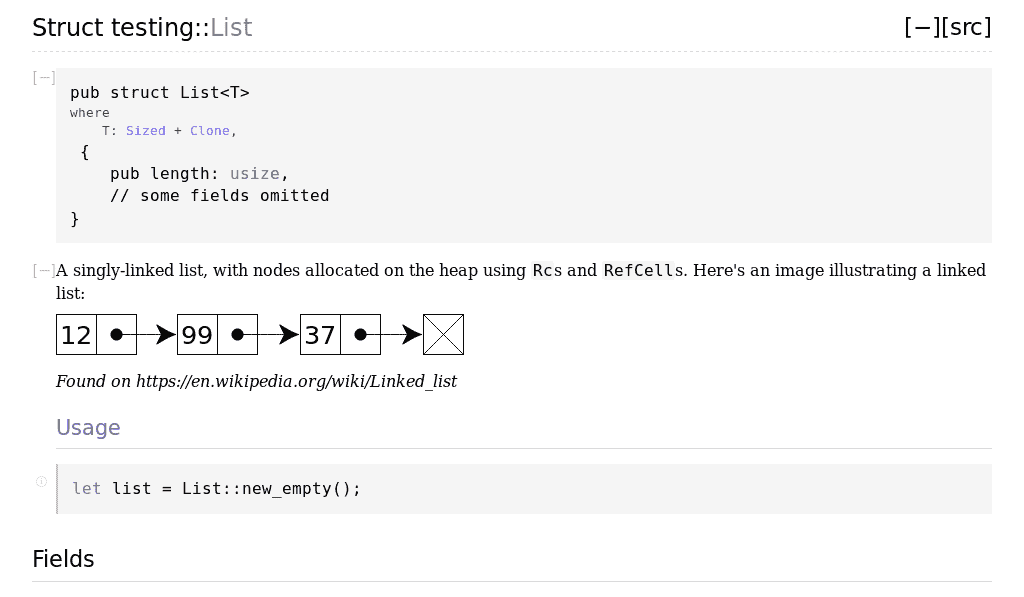 Struct testing::List [−][src]
[−]
pub struct List<T>
where
    T: Sized + Clone,
 {
    pub length: usize,
    // some fields omitted
}
[−]A singly-linked list, with nodes allocated on the heap using Rcs and RefCells. Here's an image illustrating a linked
list:
12 99 37
Found on https://en.wikipedia.org/wiki/Linked_list
Usage
ⓘ
let list = List::new_empty();
Fields